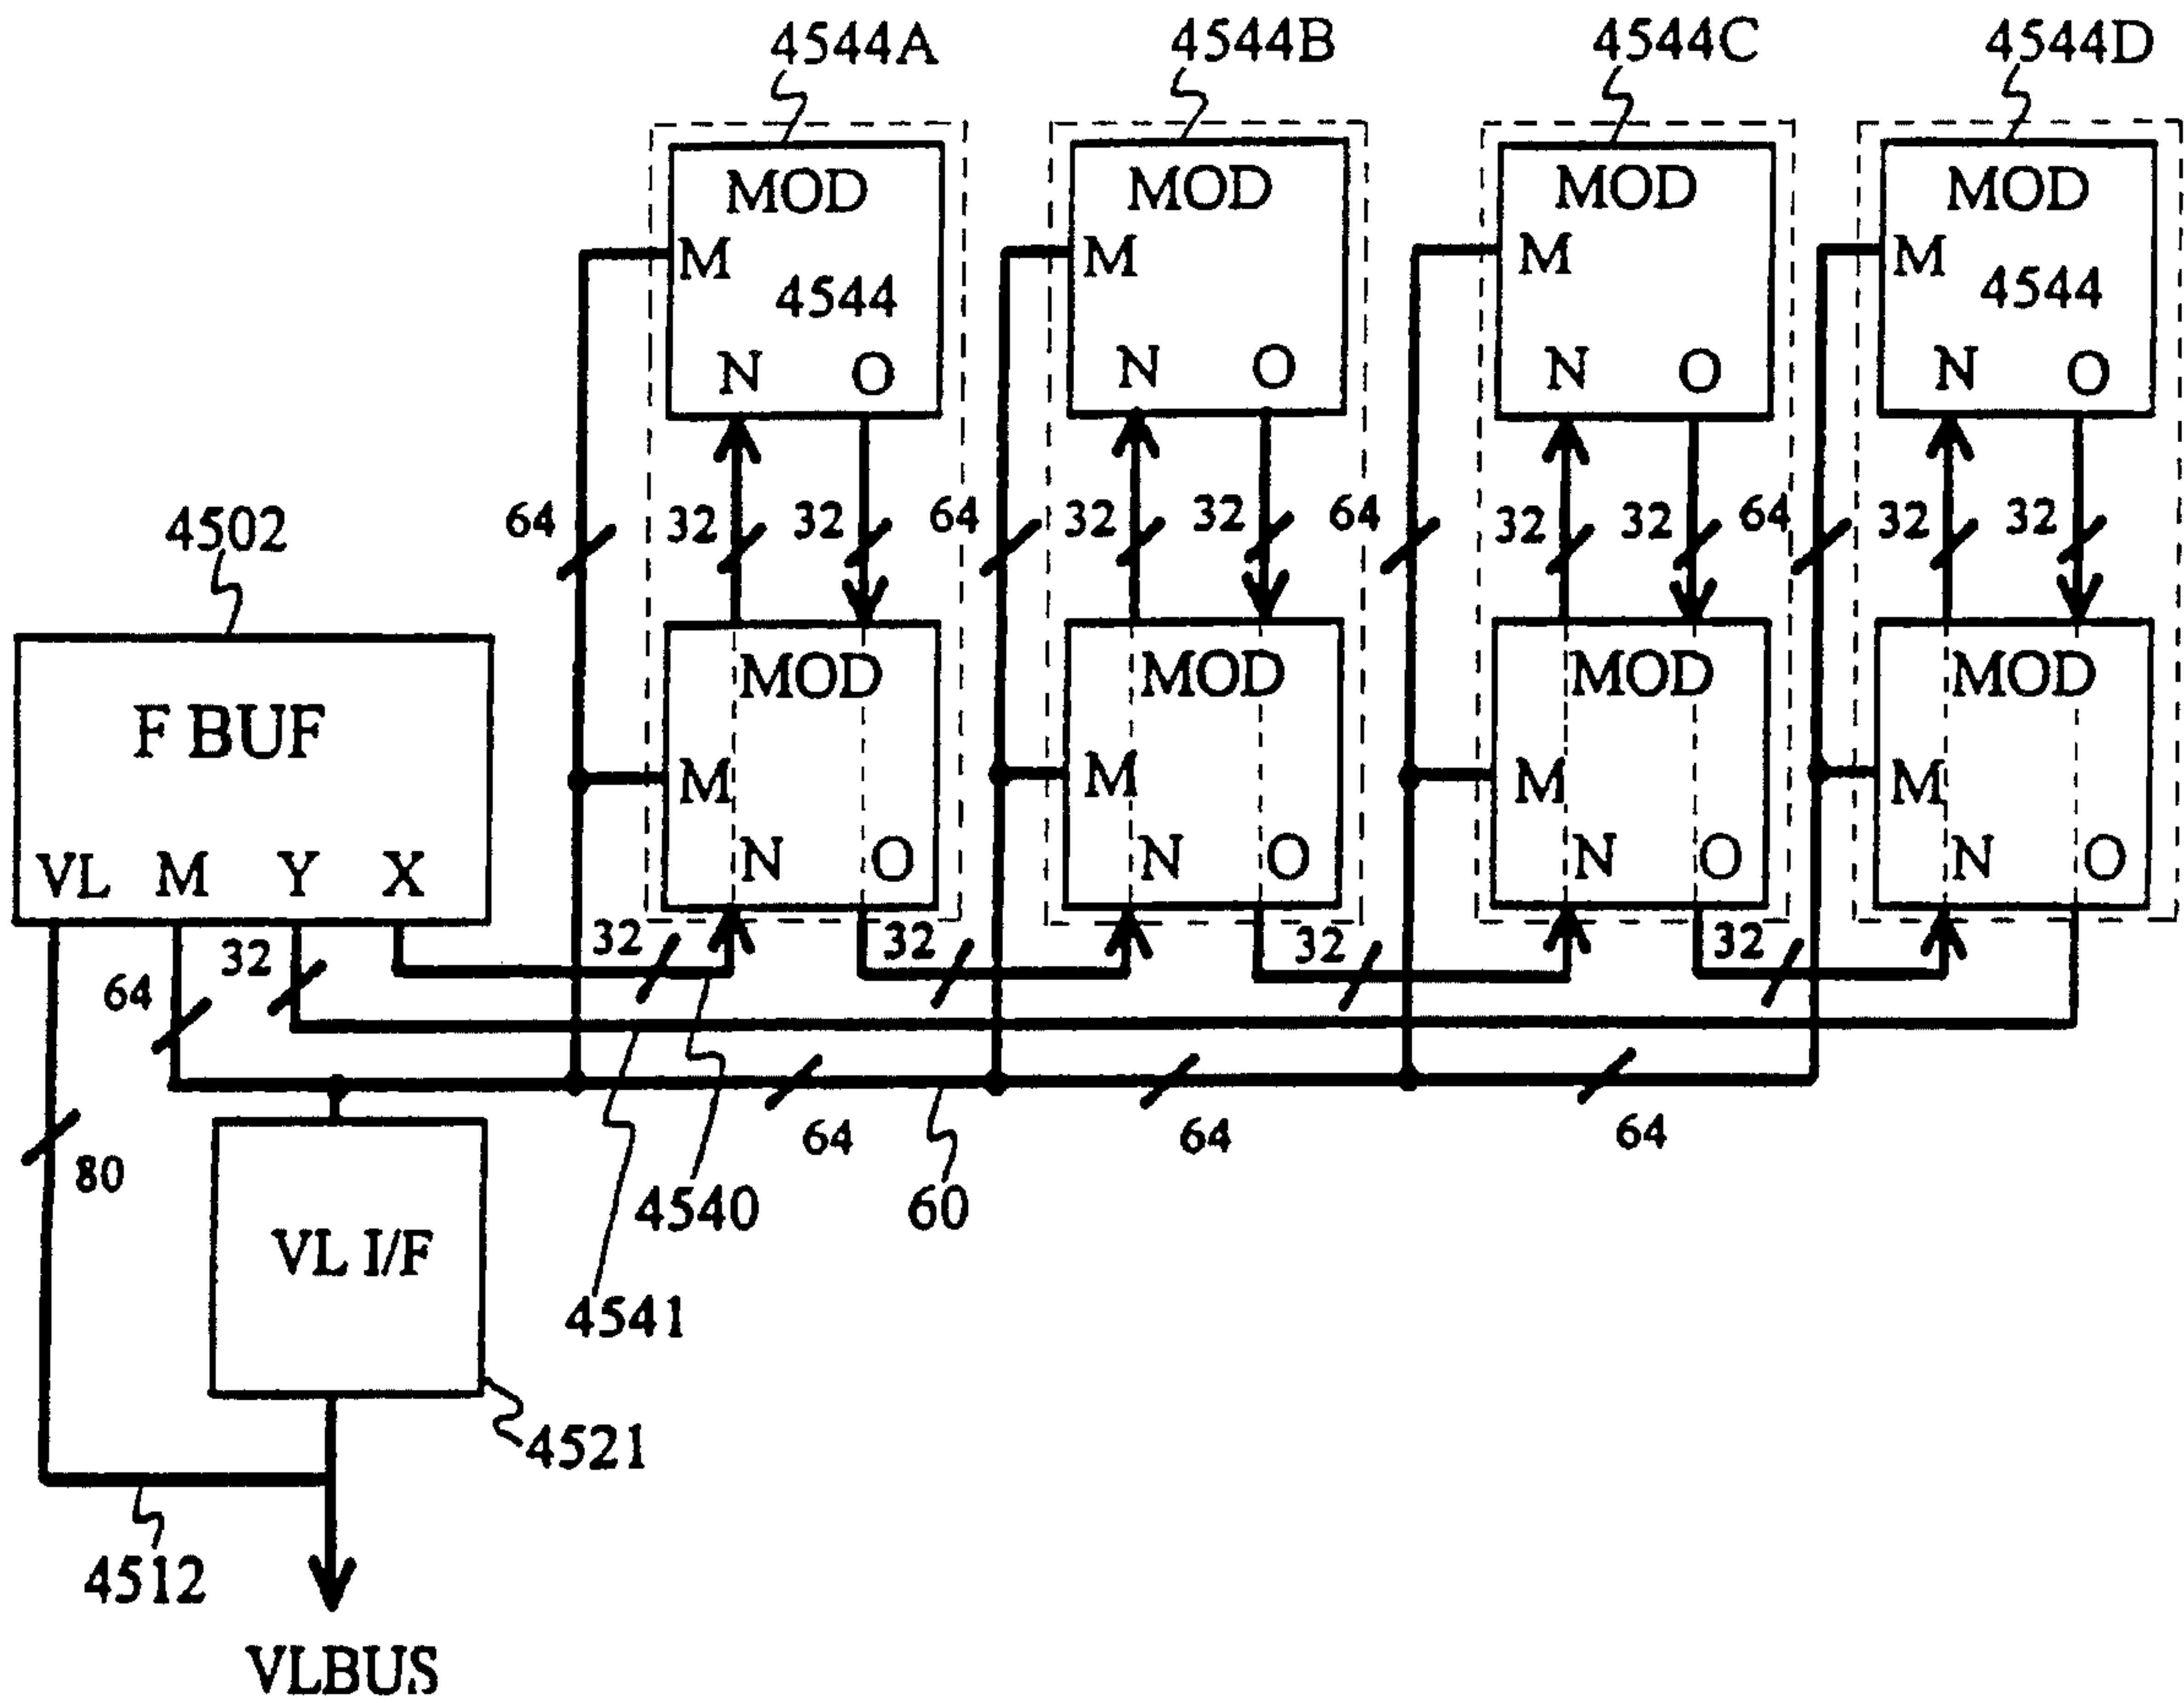 4544A 4544B 4544C 4544D
MOD MOD MOD MOD
M M M M
4544 4544
N O N O N O N O
4502
64 32 32 64 32 32 64 32 32 64 32 32
MOD MOD MOD MOD
F BUF
M M M M
N O N O N O N O
VL M Y X
64 32 32 32 32 32
80
64 64 64
4540 60
VL I/F
4541
4521
4512
VLBUS